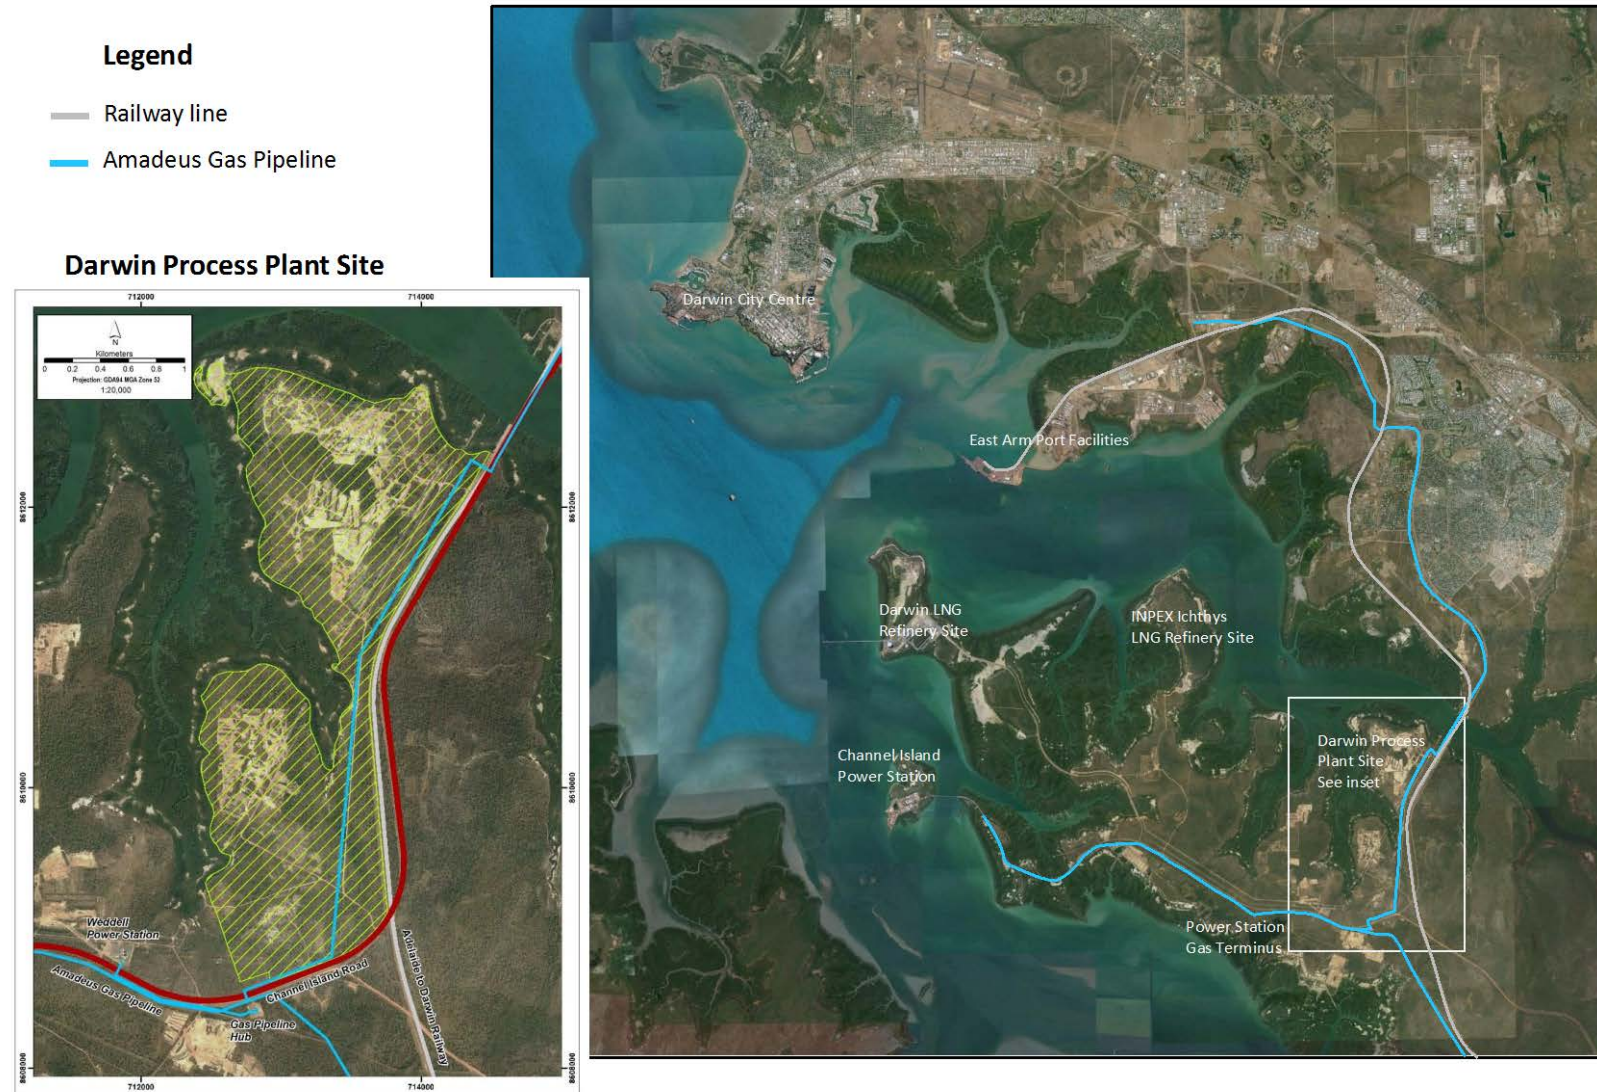 Legend
Railway line
Amadeus Gas Pipeline
Darwin Process Plant Site
712000
714000
N
Kilometers
0 0.2 0.4 0.6 0.8 1
Projection: GDA94 MGA Zone 52
1:20,000
8612000
8612000
8610000
8610000
Weddell
Power Station
Amadeus Gas Pipeline
Channel Island Road
Gas Pipeline
Hub
Adelaide to Darwin Railway
8608000
8608000
712000
714000
Darwin City Centre
East Arm Port Facilities
Darwin LNG
Refinery Site
INPEX Ichthys
LNG Refinery Site
Channel Island
Power Station
Darwin Process
Plant Site
See inset
Power Station
Gas Terminus